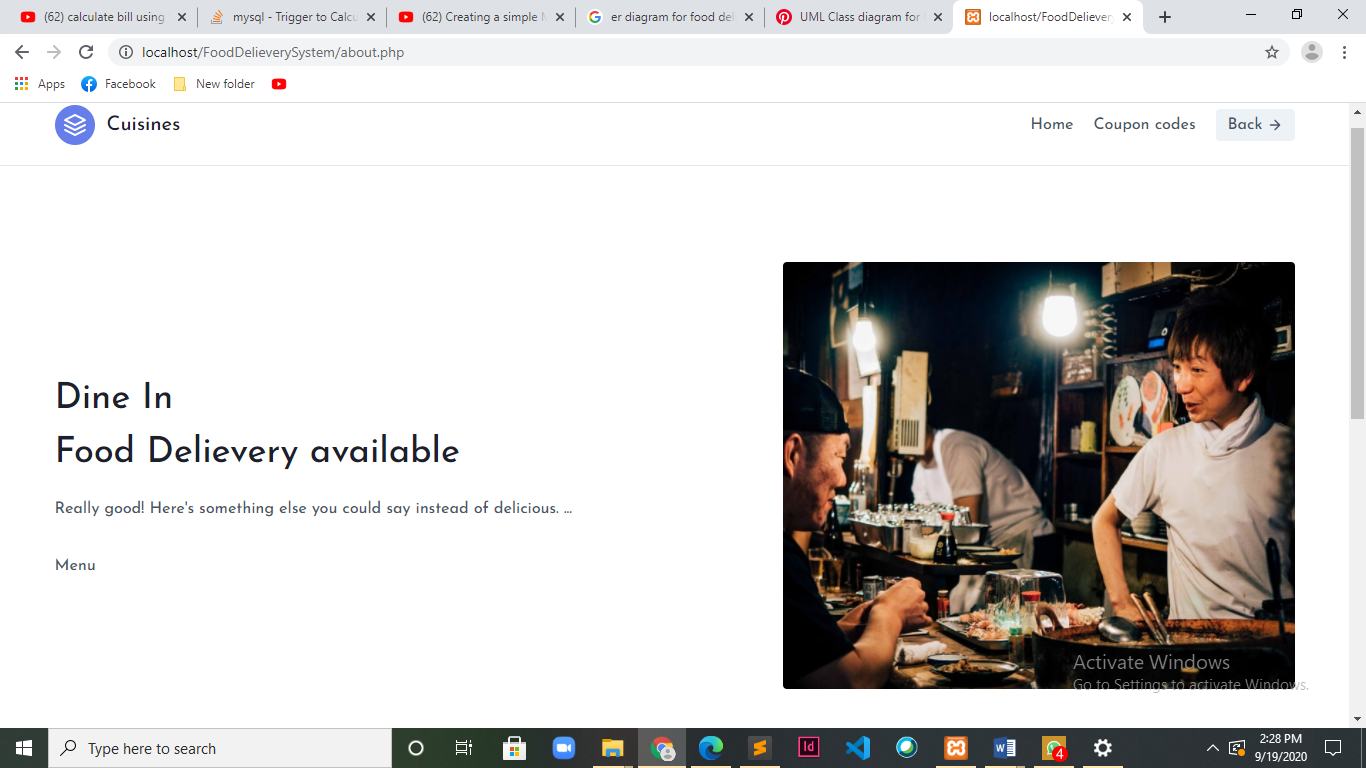 (62) calculate bill using
mysql - Trigger to Calcu
(62) Creating a simple M
er diagram for food deli
UML Class diagram for
localhost/FoodDelievery
localhost/FoodDelieverySystem/about.php
Apps
Facebook
New folder
Cuisines
Home
Coupon codes
Back →
Dine In
Food Delievery available
Really good! Here's something else you could say instead of delicious. ...
Menu
Activate Windows
Go to Settings to activate Windows.
Type here to search
Id
W
4
2:28 PM
9/19/2020